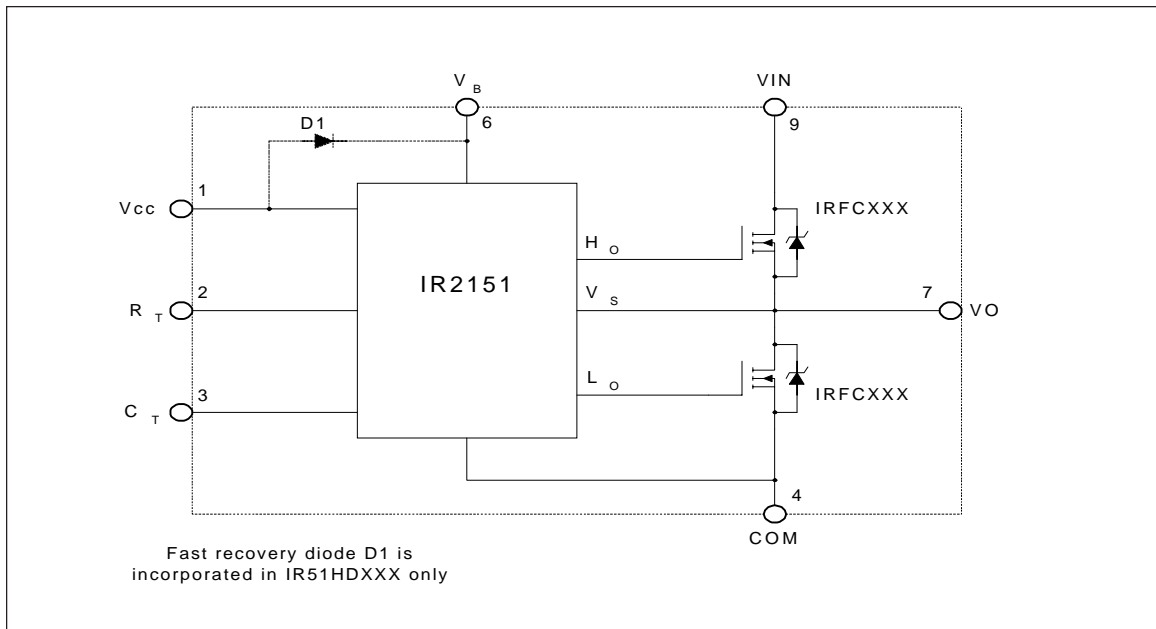 V B
VIN
6
9
D1
1
Vcc
IRFCXXX
H O
IR2151
2
V S
7
R T
VO
L O
3
IRFCXXX
C T
4
COM
Fast recovery diode D1 is
incorporated in IR51HDXXX only